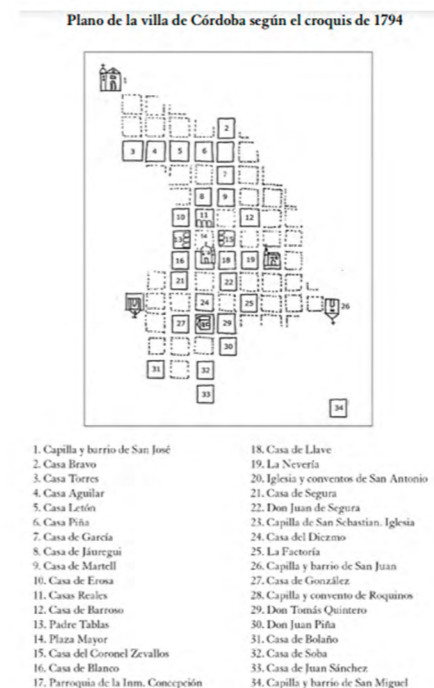 Plano de la villa de Córdoba según el croquis de 1794
1
2
3 4 5 6
7
8 9
10 11 12
13 14 15
16 18 19
21 22
24 25 26
27 29
30
31 32
33
34
1. Capilla y barrio de San José
2. Casa Bravo
3. Casa Torres
4. Casa Aguilar
5. Casa Letón
6. Casa Piña
7. Casa de García
8. Casa de Jáuregui
9. Casa de Martell
10. Casa de Erosa
11. Casas Reales
12. Casa de Barroso
13. Padre Tablas
14. Plaza Mayor
15. Casa del Coronel Zevallos
16. Casa de Blanco
17. Parroquia de la Inm. Concepción
18. Casa de Llave
19. La Nevería
20. Iglesia y conventos de San Antonio
21. Casa de Segura
22. Don Juan de Segura
23. Capilla de San Sebastian. Iglesia
24. Casa del Diezmo
25. La Factoría
26. Capilla y barrio de San Juan
27. Casa de González
28. Capilla y convento de Roquinos
29. Don Tomás Quintero
30. Don Juan Piña
31. Casa de Bolaño
32. Casa de Soba
33. Casa de Juan Sánchez
34. Capilla y barrio de San Miguel